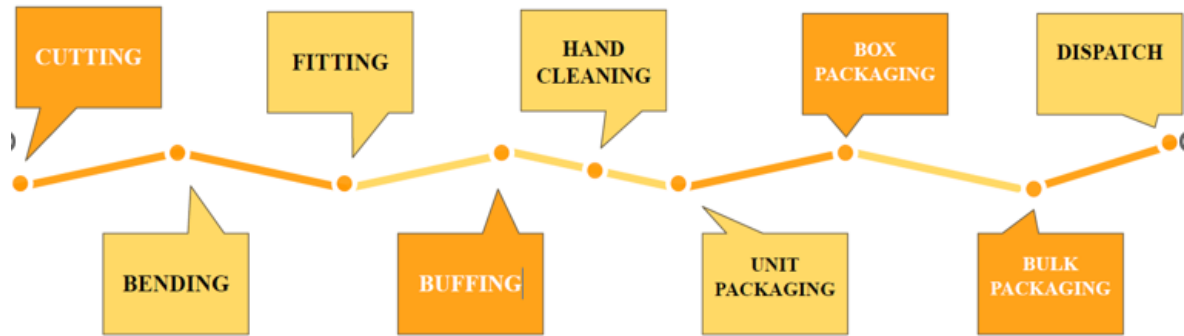 CUTTING
BENDING
FITTING
BUFFING
HAND
CLEANING
UNIT
PACKAGING
BOX
PACKAGING
BULK
PACKAGING
DISPATCH